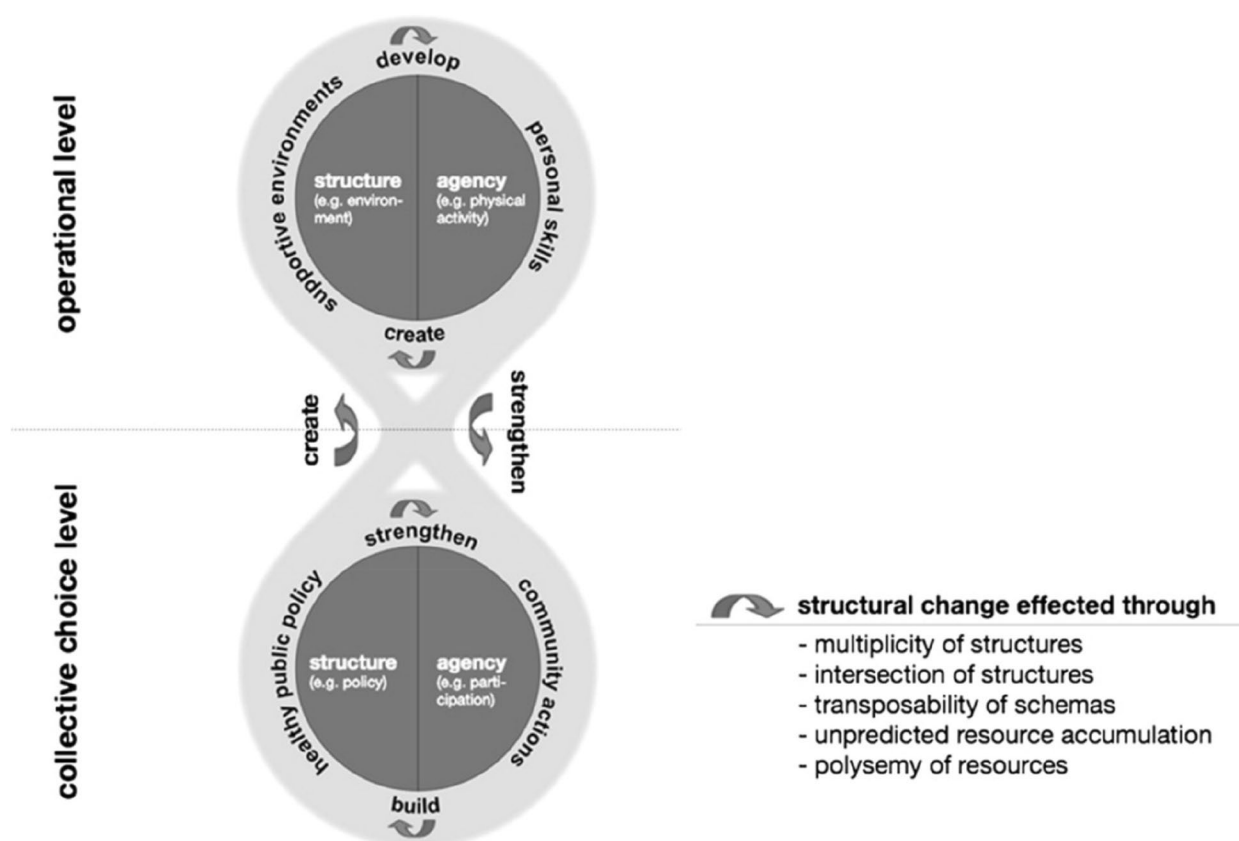 operational level
develop
supportive environments
personal skills
structure
(e.g. environ-
ment)
agency
(e.g. physical
activity)
create
create
strengthen
collective choice level
strengthen
healthy public policy
community actions
structure
(e.g. policy)
agency
(e.g. parti-
cipation)
build
structural change effected through
- multiplicity of structures
- intersection of structures
- transposability of schemas
- unpredicted resource accumulation
- polysemy of resources